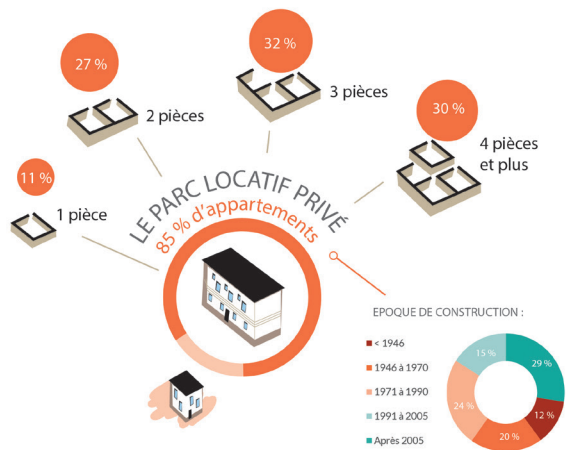 32 %
27 %
3 pièces
30 %
2 pièces
4 pièces
et plus
11 %
1 pièce
LE PARC LOCATIF PRIVÉ
85 % d'appartements
EPOQUE DE CONSTRUCTION :
< 1946
1946 à 1970
1971 à 1990
1991 à 2005
Après 2005
15 %
29 %
24 %
12 %
20 %